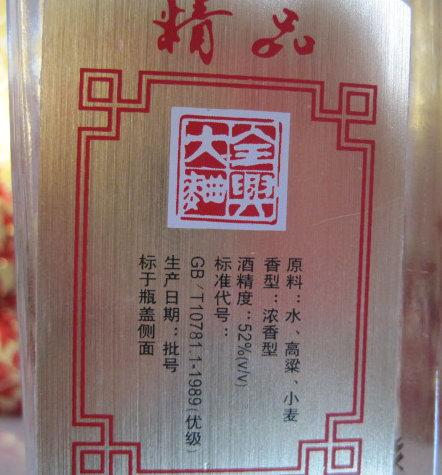 精品
全興
大麯
原料：水、高粱、小麦
香型：浓香型
酒精度：52%(v/v)
标准代号：
GB/T10781.1-1989(优级)
生产日期：批号
标于瓶盖侧面